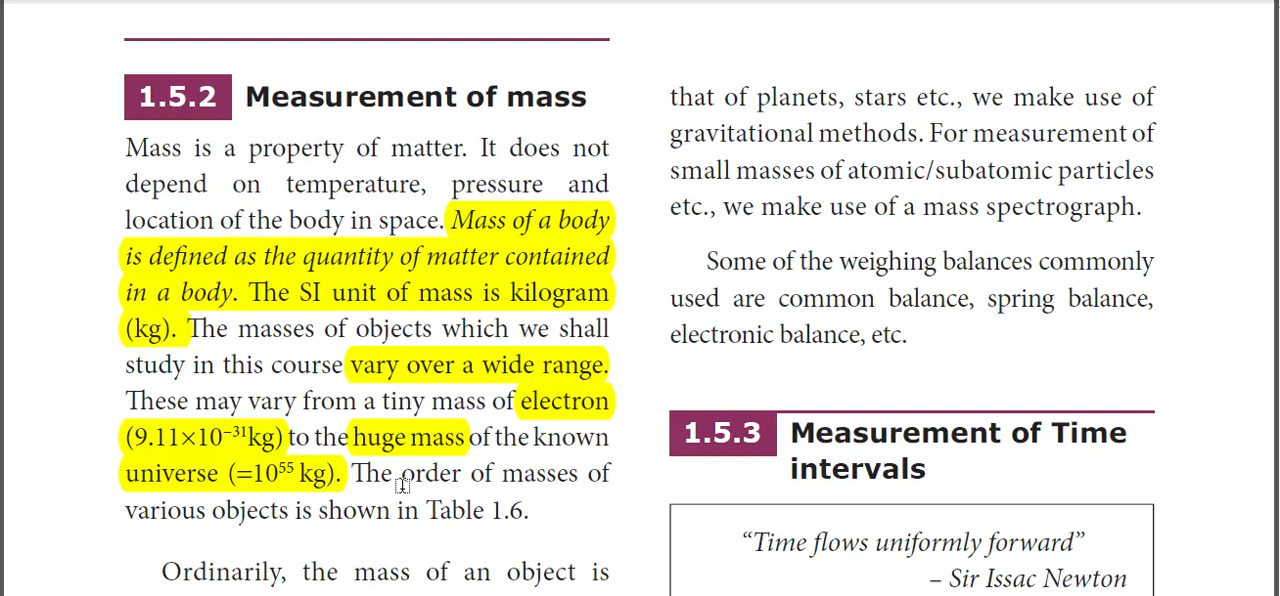 1.5.2 Measurement of mass
Mass is a property of matter. It does not
depend on temperature, pressure and
location of the body in space. Mass of a body
is defined as the quantity of matter contained
in a body. The SI unit of mass is kilogram
(kg). The masses of objects which we shall
study in this course vary over a wide range.
These may vary from a tiny mass of electron
(9.11×10⁻³¹kg) to the huge mass of the known
universe (=10⁵⁵ kg). The order of masses of
various objects is shown in Table 1.6.
Ordinarily, the mass of an object is
that of planets, stars etc., we make use of
gravitational methods. For measurement of
small masses of atomic/subatomic particles
etc., we make use of a mass spectrograph.
Some of the weighing balances commonly
used are common balance, spring balance,
electronic balance, etc.
1.5.3 Measurement of Time
intervals
“Time flows uniformly forward”
– Sir Issac Newton